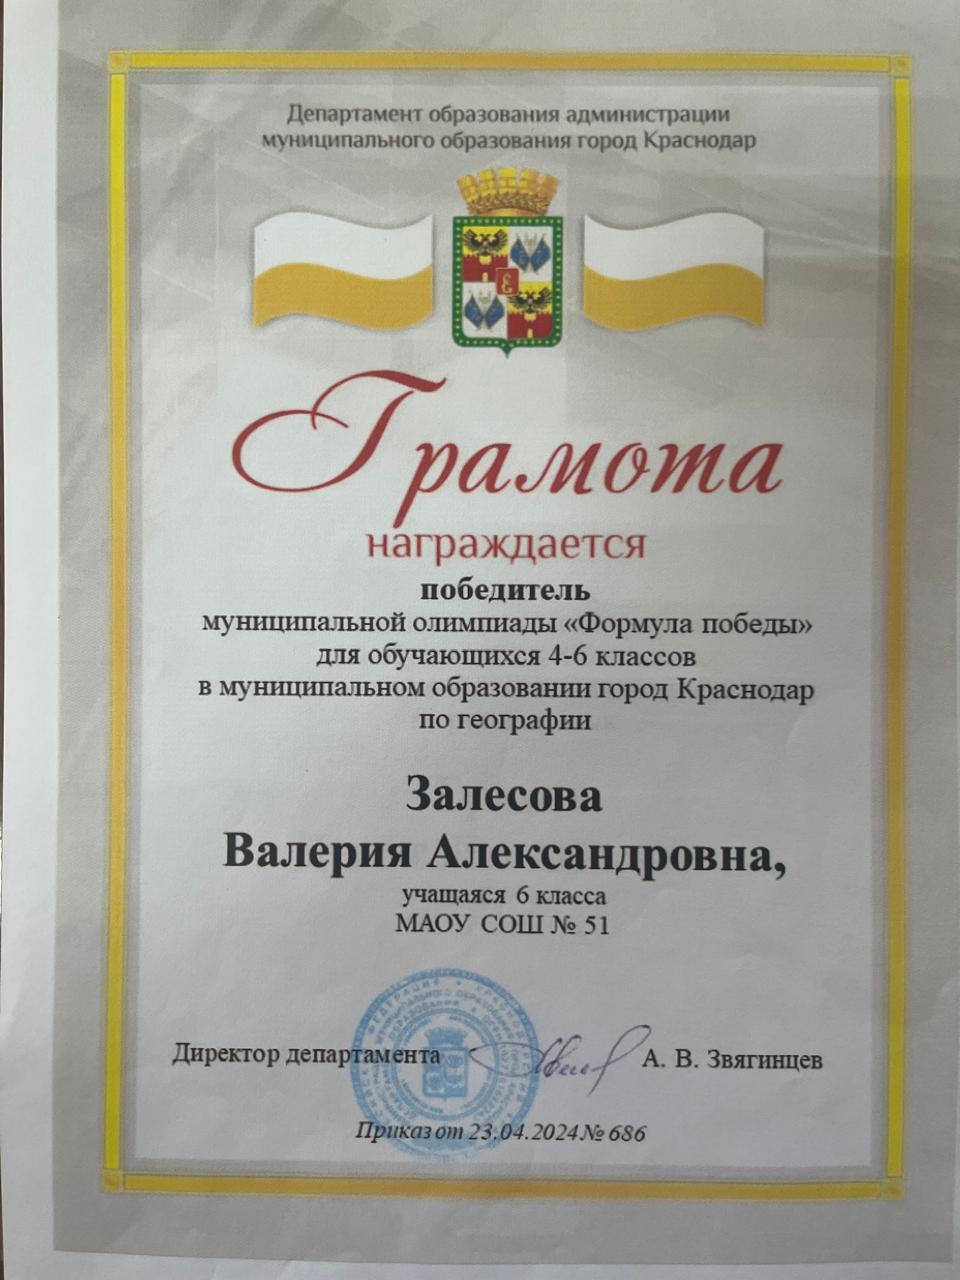 Департамент образования администрации
муниципального образования город Краснодар
Грамота
награждается
победитель
муниципальной олимпиады «Формула победы»
для обучающихся 4-6 классов
в муниципальном образовании город Краснодар
по географии
Залесова
Валерия Александровна,
учащаяся 6 класса
МАОУ СОШ № 51
Директор департамента
А. В. Звягинцев
Приказ от 23.04.2024 № 686